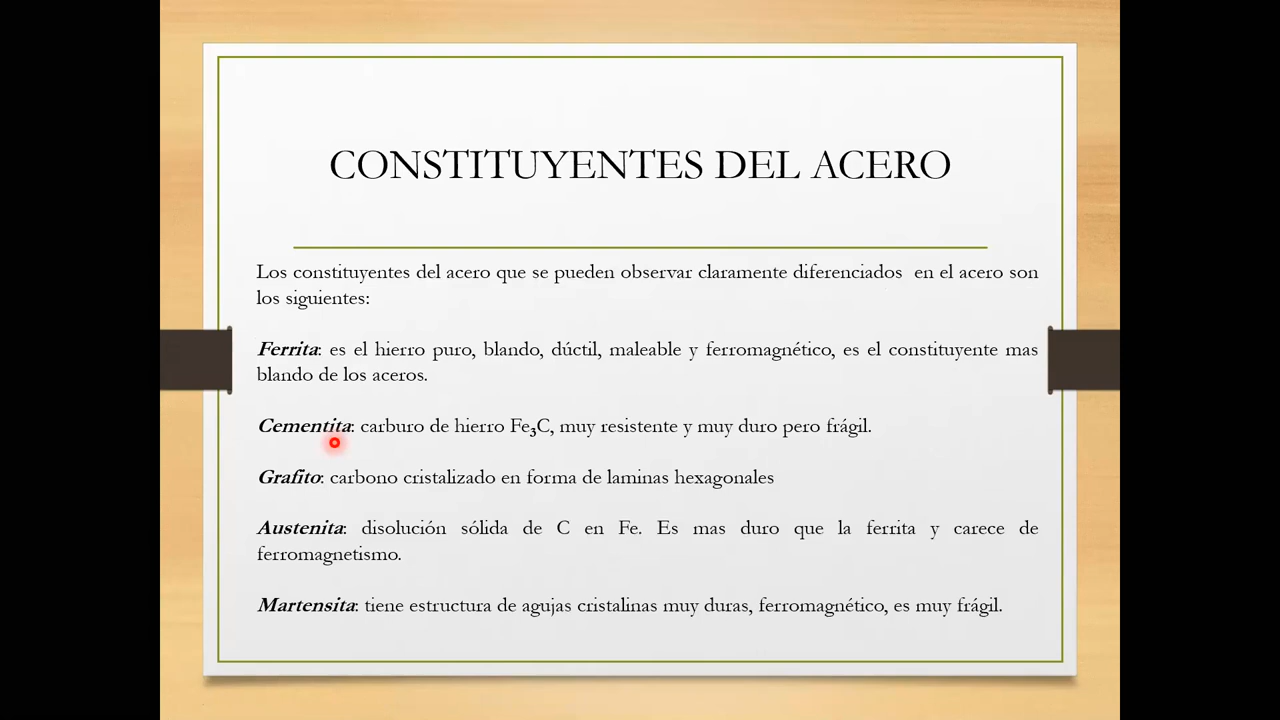 CONSTITUYENTES DEL ACERO
Los constituyentes del acero que se pueden observar claramente diferenciados en el acero son
los siguientes:
Ferrita: es el hierro puro, blando, dúctil, maleable y ferromagnético, es el constituyente mas
blando de los aceros.
Cementita: carburo de hierro Fe₃C, muy resistente y muy duro pero frágil.
Grafito: carbono cristalizado en forma de laminas hexagonales
Austenita: disolución sólida de C en Fe. Es mas duro que la ferrita y carece de
ferromagnetismo.
Martensita: tiene estructura de agujas cristalinas muy duras, ferromagnético, es muy frágil.